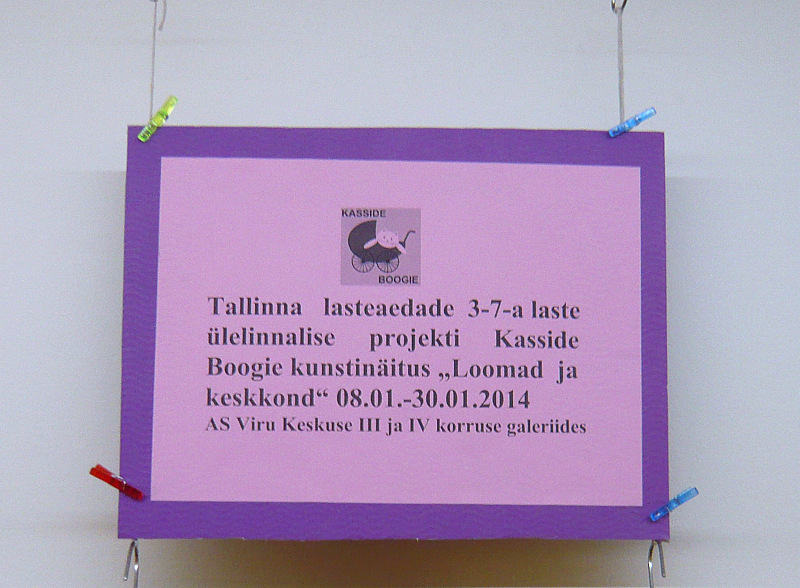 KASSIDE
BOOGIE
Tallinna lasteaedade 3-7-a laste
ülelinnalise projekti Kasside
Boogie kunstinäitus „Loomad ja
keskkond“ 08.01.-30.01.2014
AS Viru Keskuse III ja IV korruse galeriides